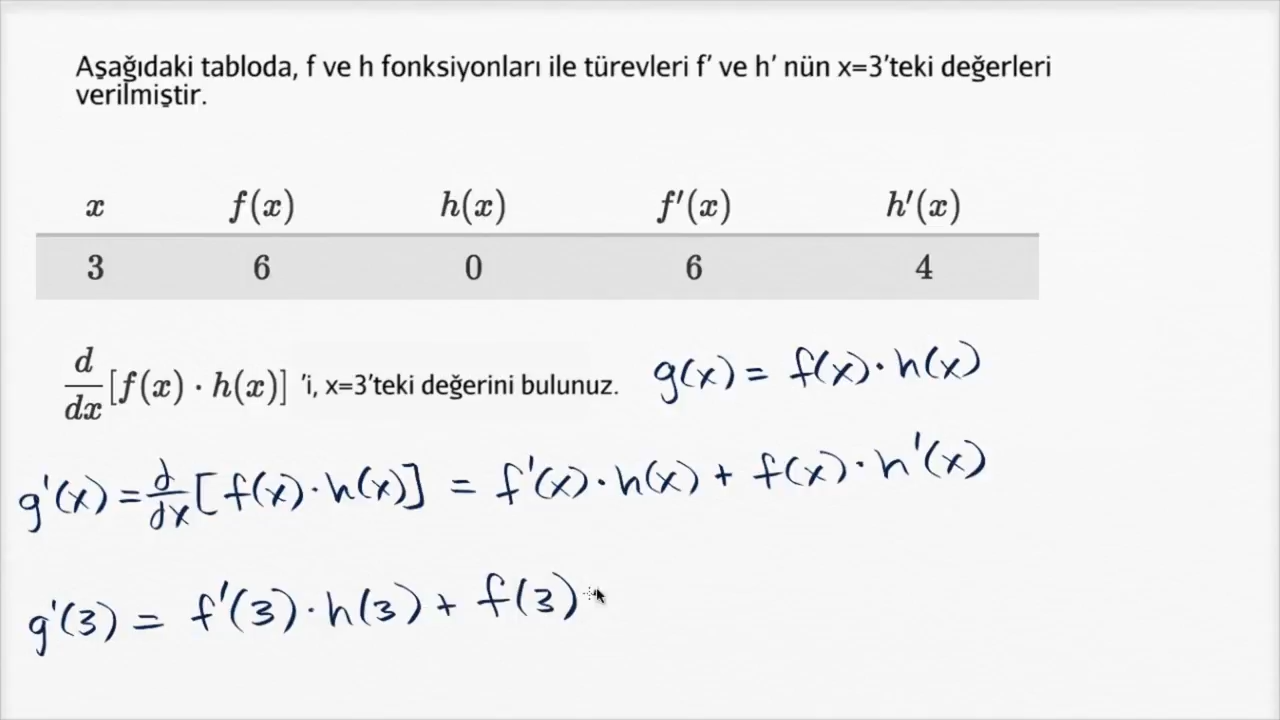 Aşağıdaki tabloda, f ve h fonksiyonları ile türevleri f' ve h' nün x=3'teki değerleri
verilmiştir.
x f(x) h(x) f'(x) h'(x)
3 6 0 6 4
d/dx [f(x) · h(x)] 'i, x=3'teki değerini bulunuz. g(x) = f(x)·h(x)
g'(x) = d/dx [f(x)·h(x)] = f'(x)·h(x) + f(x)·h'(x)
g'(3) = f'(3)·h(3) + f(3)·